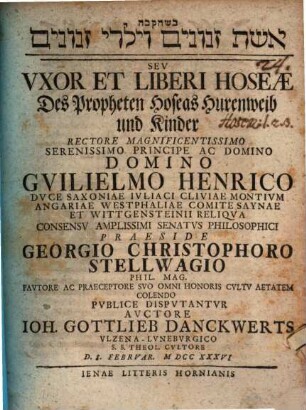 אשת זנונים וילדי זנונים
SEV
VXOR ET LIBERI HOSEÆ
Des Propheten Hoseas Hurenweib
und Kinder
RECTORE MAGNIFICENTISSIMO
SERENISSIMO PRINCIPE AC DOMINO
DOMINO
GVILIELMO HENRICO
DVCE SAXONIAE IVLIACI CLIVIAE MONTIVM
ANGARIAE WESTPHALIAE COMITE SAYNAE
ET WITTGENSTEINII RELIQVA
CONSENSV AMPLISSIMI SENATVS PHILOSOPHICI
PRAESIDE
GEORGIO CHRISTOPHORO
STELLWAGIO
PHIL. MAG.
FAVTORE AC PRAECEPTORE SVO OMNI HONORIS CVLTV AETATEM
COLENDO
PVBLICE DISPVTANTVR
AVCTORE
IOH. GOTTLIEB DANCKWERTS
VLZENA-LVNEBVRGICO
S. S. THEOL. CVLTORE
D. I. FEBRVAR. M DCC XXXVI
IENAE LITTERIS HORNIANIS